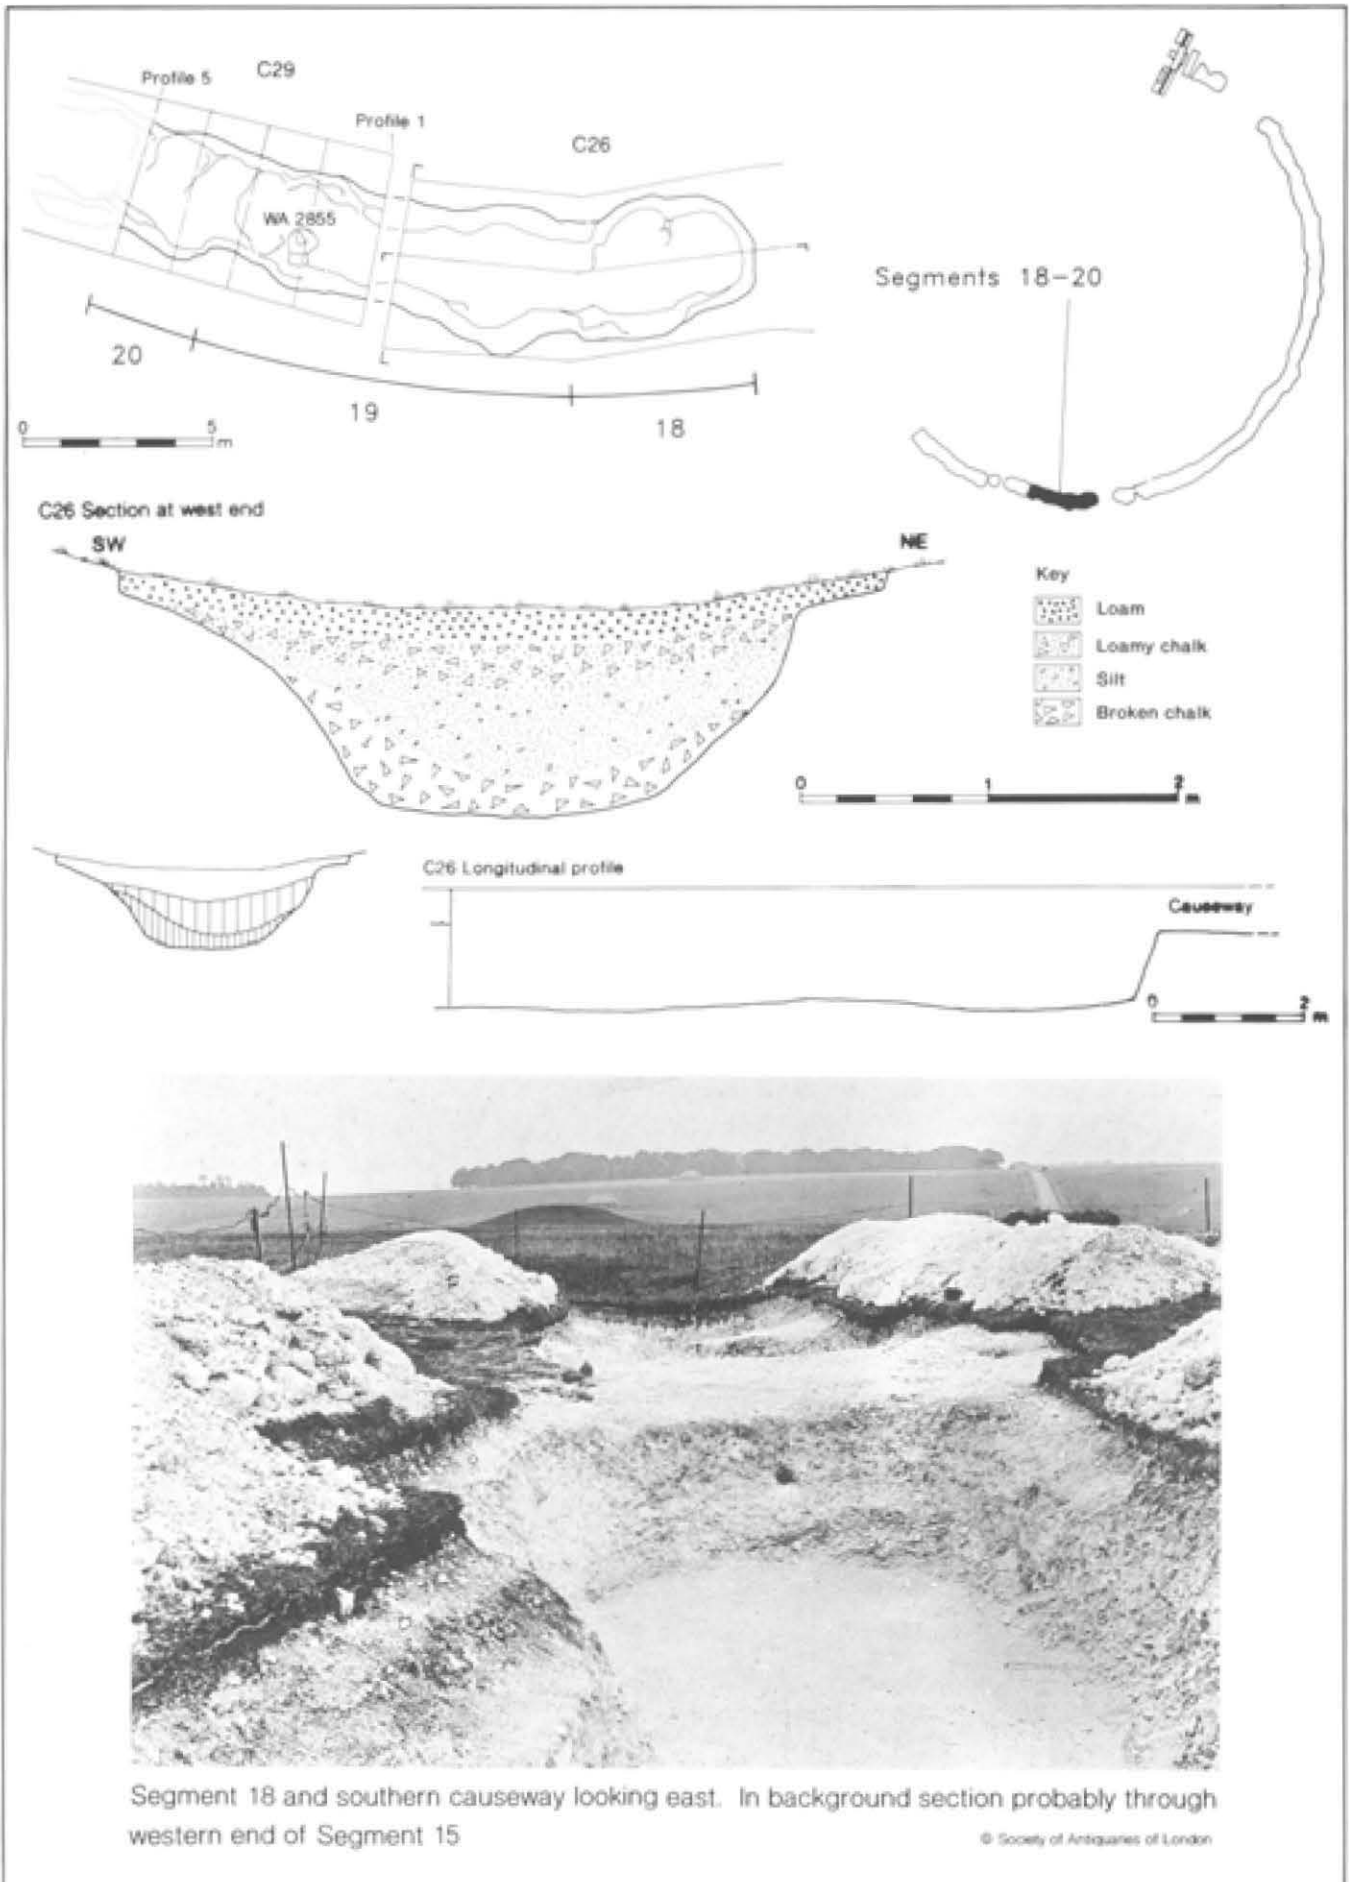 Profile 5
C29
Profile 1
C26
WA 2855
20
19
18
0 5
m
Segments 18-20
C26 Section at west end
SW
NE
Key
Loam
Loamy chalk
Silt
Broken chalk
0 1 2
m
C26 Longitudinal profile
Causeway
0 2
m
Segment 18 and southern causeway looking east. In background section probably through
western end of Segment 15
© Society of Antiquaries of London